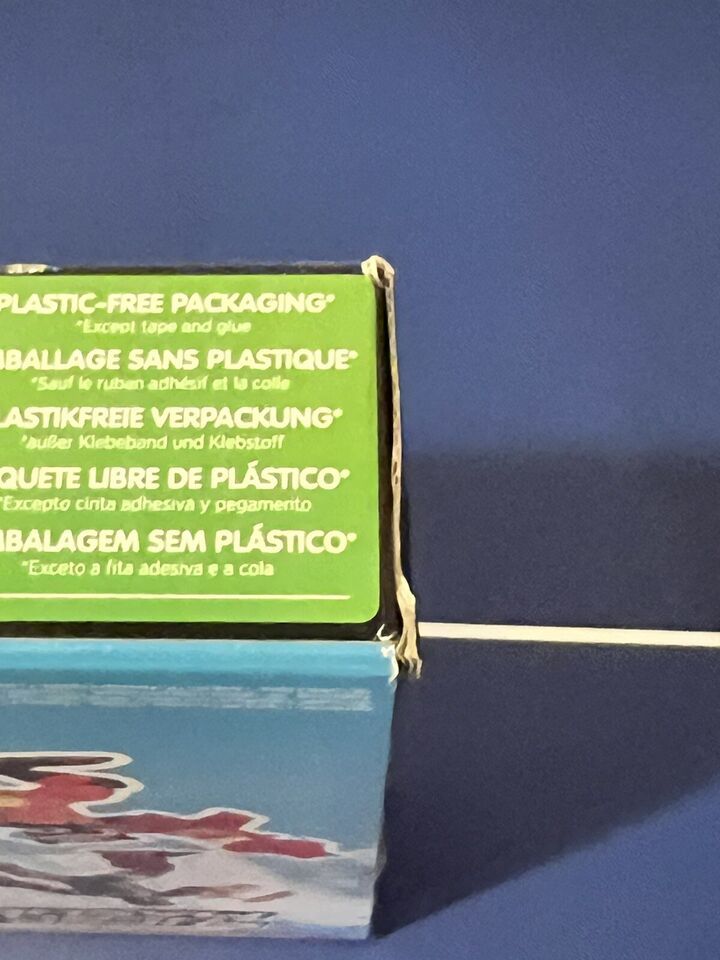 PLASTIC-FREE PACKAGING*
*Except tape and glue
BALLAGE SANS PLASTIQUE*
*Sauf le ruban adhésif et la colle
LASTIKFREIE VERPACKUNG*
*außer Klebeband und Klebstoff
QUETE LIBRE DE PLÁSTICO*
*Excepto cinta adhesiva y pegamento
BALAGEM SEM PLÁSTICO*
*Exceto a fita adesiva e a cola